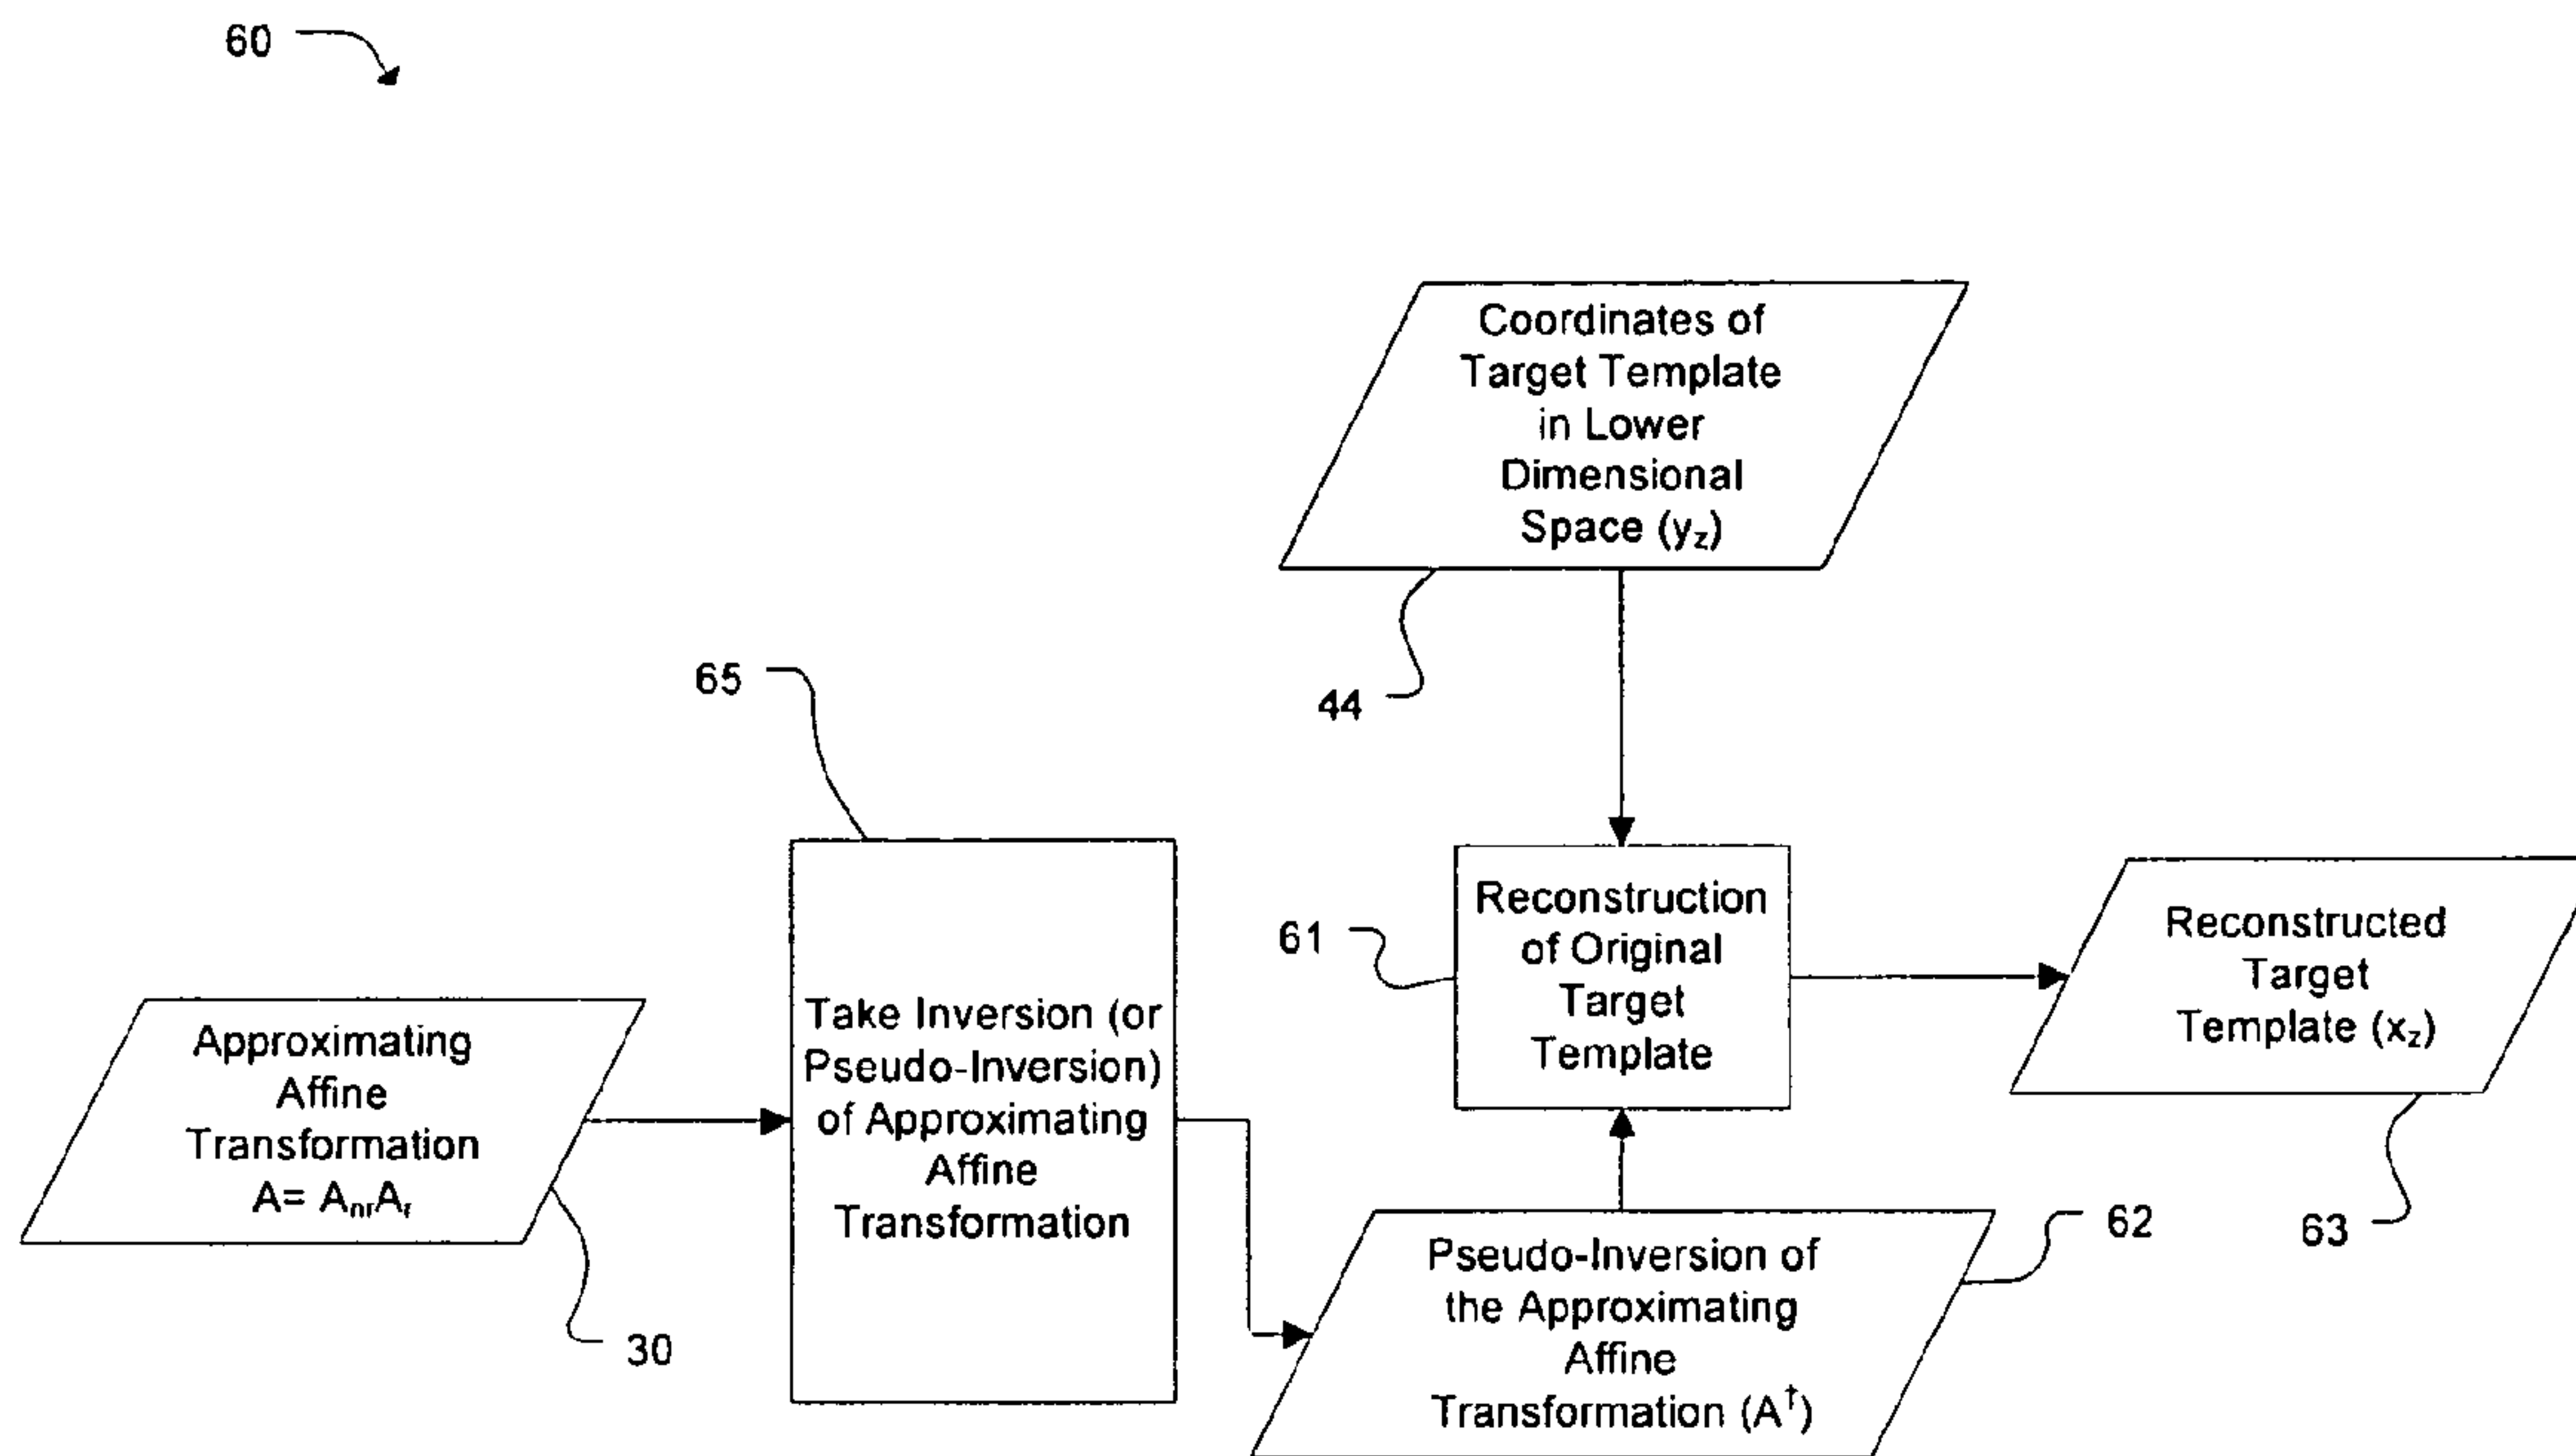 60
Coordinates of
Target Template
in Lower
Dimensional
Space (yz)
44
65
Approximating
Affine
Transformation
A= AnrAr
30
Take Inversion (or
Pseudo-Inversion)
of Approximating
Affine
Transformation
61
Reconstruction
of Original
Target
Template
Reconstructed
Target
Template (xz)
63
Pseudo-Inversion of
the Approximating
Affine
Transformation (A†)
62